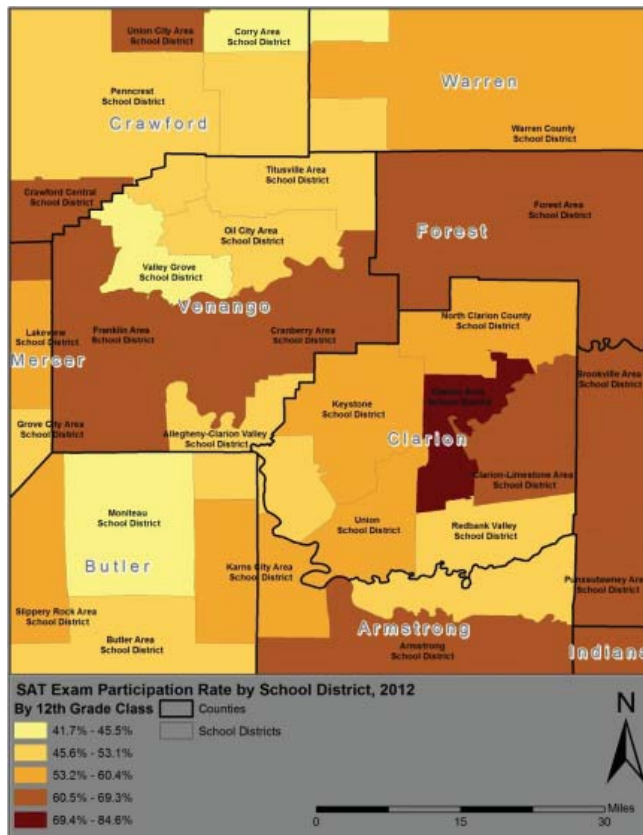 Union City Area
School District
Corry Area
School District
Penncrest
School District
Crawford
Warren
Warren County
School District
Crawford Central
School District
Titusville Area
School District
Forest Area
School District
Oil City Area
School District
Forest
Valley Grove
School District
Venango
North Clarion County
School District
Lakeview
School District
Franklin Area
School District
Cranberry Area
School District
Mercer
Brookville Area
School District
Clarion Area
School District
Keystone
School District
Grove City Area
School District
Allegheny-Clarion Valley
School District
Clarion
Clarion-Limestone Area
School District
Moniteau
School District
Union
School District
Redbank Valley
School District
Butler
Karns City Area
School District
Punxsutawney Area
School District
Slippery Rock Area
School District
Butler Area
School District
Armstrong
Armstrong
School District
Indiana
SAT Exam Participation Rate by School District, 2012
By 12th Grade Class
Counties
School Districts
41.7% - 45.5%
45.6% - 53.1%
53.2% - 60.4%
60.5% - 69.3%
69.4% - 84.6%
N
Miles
0 15 30